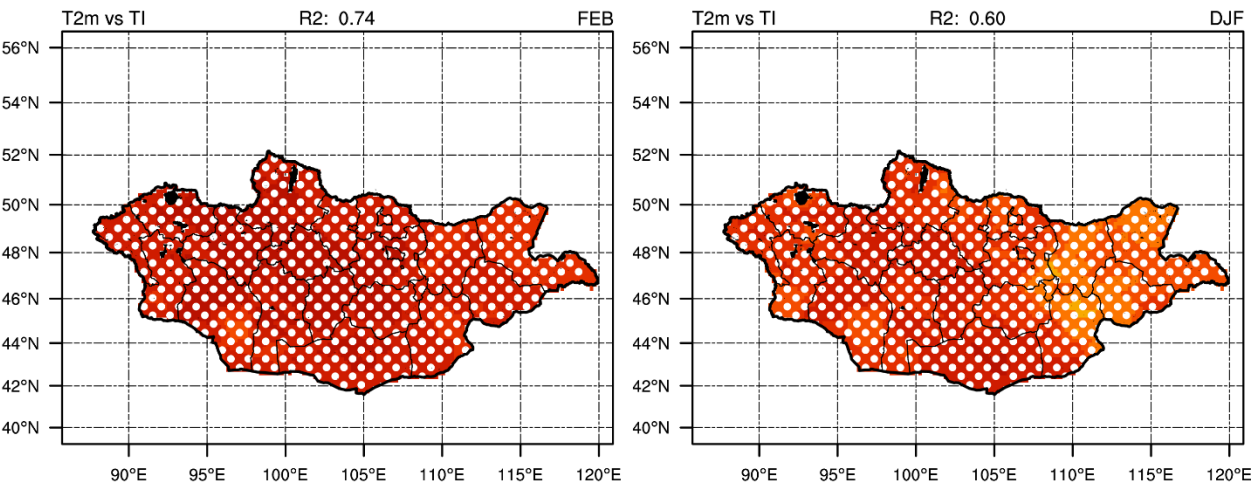 T2m vs TI R2: 0.74 FEB
56°N
54°N
52°N
50°N
48°N
46°N
44°N
42°N
40°N
90°E 95°E 100°E 105°E 110°E 115°E 120°E
T2m vs TI R2: 0.60 DJF
56°N
54°N
52°N
50°N
48°N
46°N
44°N
42°N
40°N
90°E 95°E 100°E 105°E 110°E 115°E 120°E